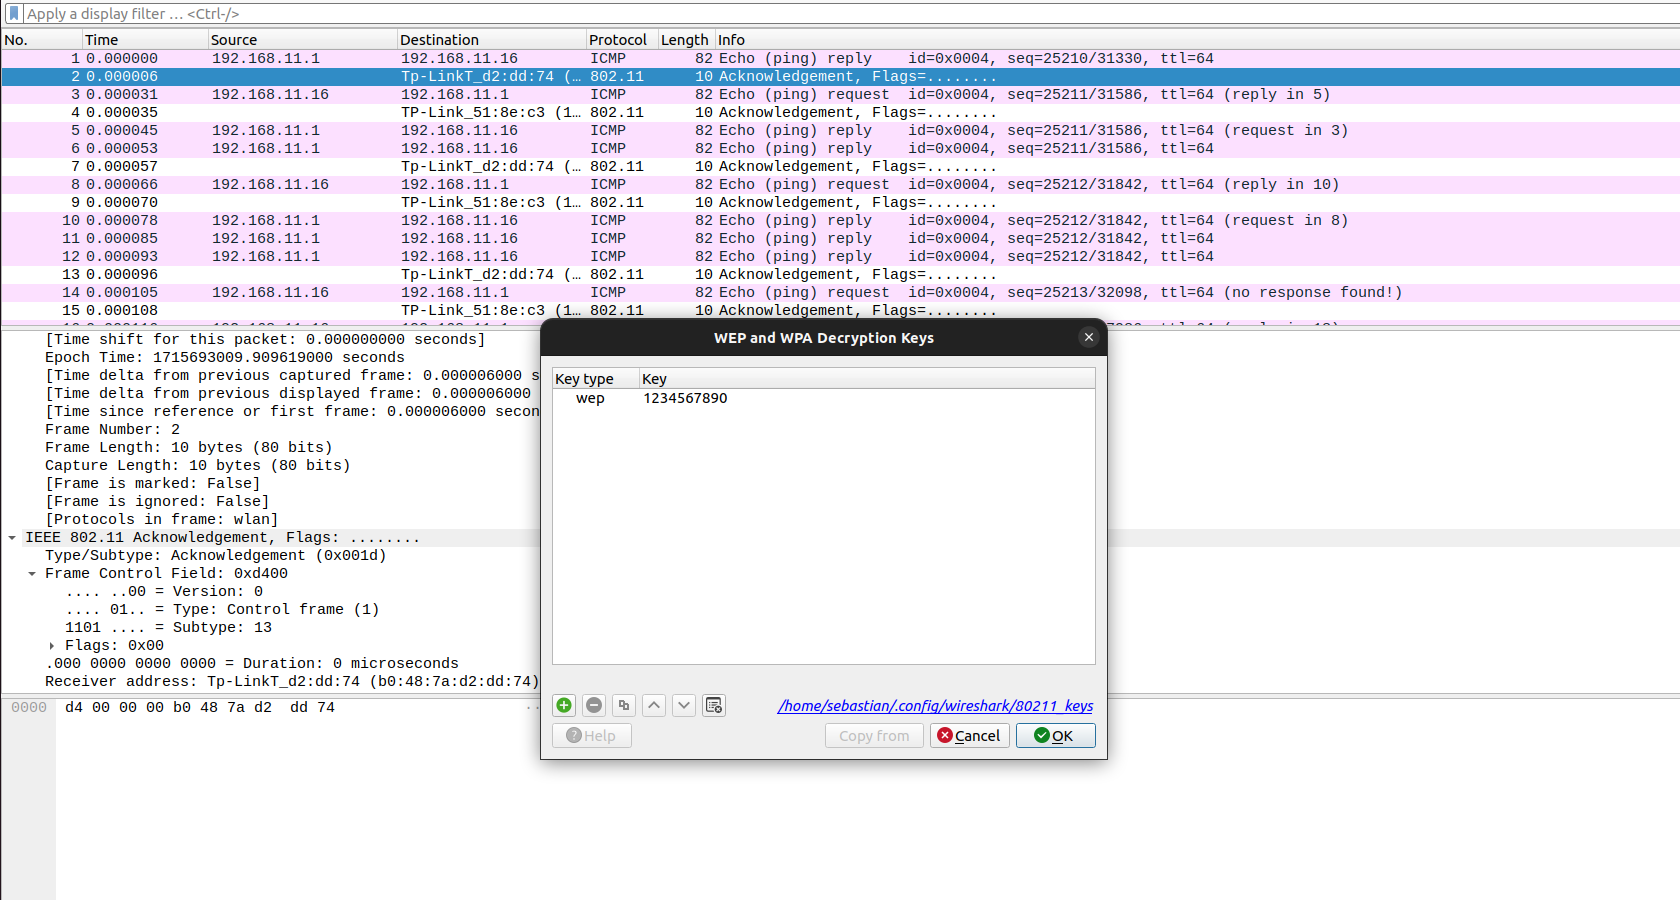 Apply a display filter … <Ctrl-/>
No. Time Source Destination Protocol Length Info
1 0.000000 192.168.11.1 192.168.11.16 ICMP 82 Echo (ping) reply id=0x0004, seq=25210/31330, ttl=64
2 0.000006 Tp-LinkT_d2:dd:74 (… 802.11 10 Acknowledgement, Flags=........
3 0.000031 192.168.11.16 192.168.11.1 ICMP 82 Echo (ping) request id=0x0004, seq=25211/31586, ttl=64 (reply in 5)
4 0.000035 TP-Link_51:8e:c3 (1… 802.11 10 Acknowledgement, Flags=........
5 0.000045 192.168.11.1 192.168.11.16 ICMP 82 Echo (ping) reply id=0x0004, seq=25211/31586, ttl=64 (request in 3)
6 0.000053 192.168.11.1 192.168.11.16 ICMP 82 Echo (ping) reply id=0x0004, seq=25211/31586, ttl=64
7 0.000057 Tp-LinkT_d2:dd:74 (… 802.11 10 Acknowledgement, Flags=........
8 0.000066 192.168.11.16 192.168.11.1 ICMP 82 Echo (ping) request id=0x0004, seq=25212/31842, ttl=64 (reply in 10)
9 0.000070 TP-Link_51:8e:c3 (1… 802.11 10 Acknowledgement, Flags=........
10 0.000078 192.168.11.1 192.168.11.16 ICMP 82 Echo (ping) reply id=0x0004, seq=25212/31842, ttl=64 (request in 8)
11 0.000085 192.168.11.1 192.168.11.16 ICMP 82 Echo (ping) reply id=0x0004, seq=25212/31842, ttl=64
12 0.000093 192.168.11.1 192.168.11.16 ICMP 82 Echo (ping) reply id=0x0004, seq=25212/31842, ttl=64
13 0.000096 Tp-LinkT_d2:dd:74 (… 802.11 10 Acknowledgement, Flags=........
14 0.000105 192.168.11.16 192.168.11.1 ICMP 82 Echo (ping) request id=0x0004, seq=25213/32098, ttl=64 (no response found!)
15 0.000108 TP-Link_51:8e:c3 (1… 802.11 10 Acknowledgement, Flags=........
[Time shift for this packet: 0.000000000 seconds]
Epoch Time: 1715693009.909619000 seconds
[Time delta from previous captured frame: 0.000006000 s
[Time delta from previous displayed frame: 0.000006000
[Time since reference or first frame: 0.000006000 secon
Frame Number: 2
Frame Length: 10 bytes (80 bits)
Capture Length: 10 bytes (80 bits)
[Frame is marked: False]
[Frame is ignored: False]
[Protocols in frame: wlan]
IEEE 802.11 Acknowledgement, Flags: ........
Type/Subtype: Acknowledgement (0x001d)
Frame Control Field: 0xd400
.... ..00 = Version: 0
.... 01.. = Type: Control frame (1)
1101 .... = Subtype: 13
Flags: 0x00
.000 0000 0000 0000 = Duration: 0 microseconds
Receiver address: Tp-LinkT_d2:dd:74 (b0:48:7a:d2:dd:74)
0000 d4 00 00 00 b0 48 7a d2 dd 74 ··
WEP and WPA Decryption Keys
Key type Key
wep 1234567890
/home/sebastian/.config/wireshark/80211_keys
Help Copy from Cancel OK